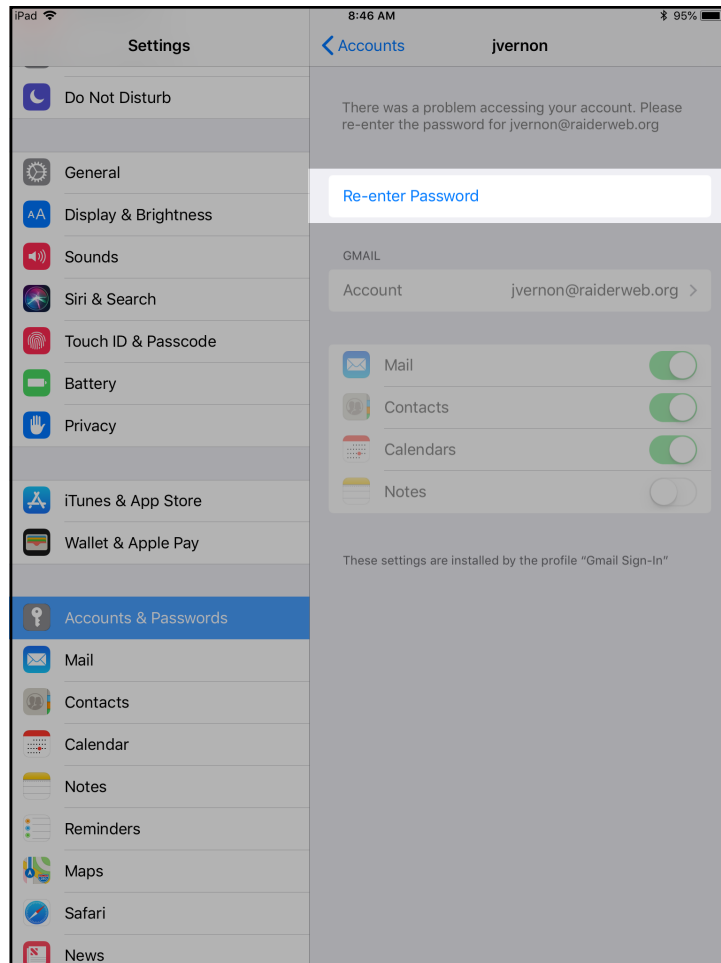 iPad 8:46 AM 95%
Settings
Accounts jvernon
Do Not Disturb
General
AA Display & Brightness
Sounds
Siri & Search
Touch ID & Passcode
Battery
Privacy
iTunes & App Store
Wallet & Apple Pay
Accounts & Passwords
Mail
Contacts
Calendar
Notes
Reminders
Maps
Safari
News
There was a problem accessing your account. Please
re-enter the password for jvernon@raiderweb.org
Re-enter Password
GMAIL
Account jvernon@raiderweb.org
Mail
Contacts
Calendars
Notes
These settings are installed by the profile “Gmail Sign-In”